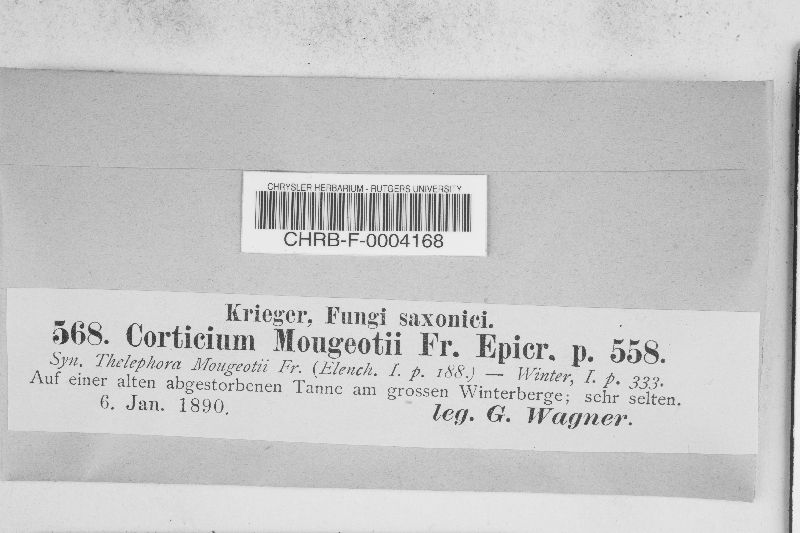 CHRYSLER HERBARIUM - RUTGERS UNIVERSITY
CHRB-F-0004168
Krieger, Fungi saxonici.
568. Corticium Mougeotii Fr. Epicr. p. 558.
Syn. Thelephora Mougeotii Fr. (Elench. I. p. 188.) — Winter, I. p. 333.
Auf einer alten abgestorbenen Tanne am grossen Winterberge; sehr selten.
6. Jan. 1890. leg. G. Wagner.